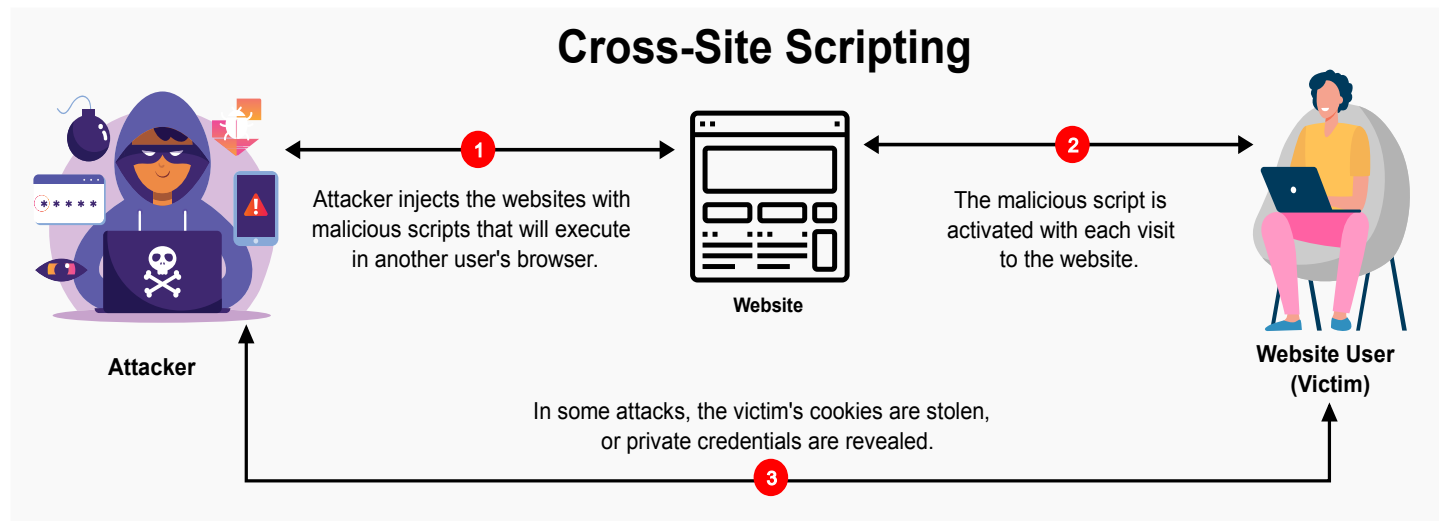 Cross-Site Scripting
1
Attacker injects the websites with
malicious scripts that will execute
in another user's browser.
2
The malicious script is
activated with each visit
to the website.
*****
Website
Attacker
Website User
(Victim)
In some attacks, the victim's cookies are stolen,
or private credentials are revealed.
3